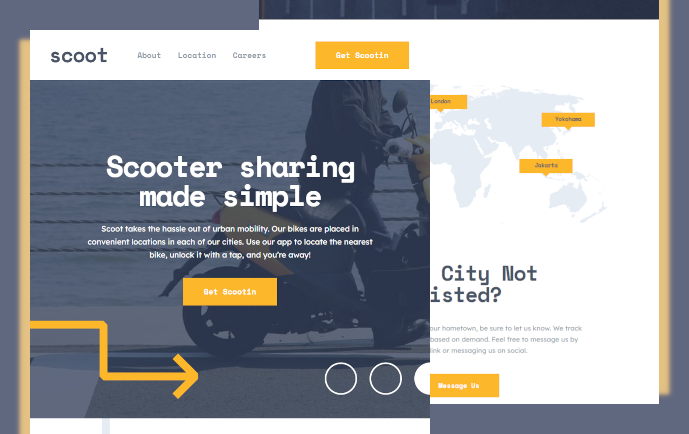 scoot
About Location Careers
Get Scootin
Scooter sharing
made simple
Scoot takes the hassle out of urban mobility. Our bikes are placed in
convenient locations in each of our cities. Use our app to locate the nearest
bike, unlock it with a tap, and you're away!
Get Scootin
London
Yokohama
Jakarta
City Not
isted?
our hometown, be sure to let us know. We track
based on demand. Feel free to message us by
link or messaging us on social.
Message Us